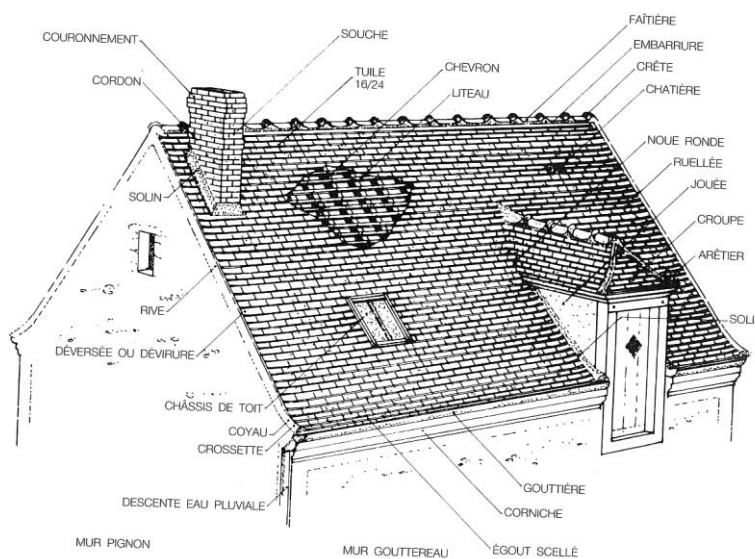 COURONNEMENT
CORDON
SOUCHE
TUILE
16/24
CHEVRON
LITEAU
FAÎTIÈRE
EMBARRURE
CRÊTE
CHATIÈRE
NOUE RONDE
RUELLÉE
JOUÉE
CROUPE
ARÊTIER
SOLI
SOLIN
RIVE
DÉVERSÉE OU DÉVIRURE
CHÂSSIS DE TOIT
COYAU
CROSSETTE
DESCENTE EAU PLUVIALE
GOUTTIÈRE
CORNICHE
ÉGOUT SCELLÉ
MUR PIGNON
MUR GOUTTEREAU